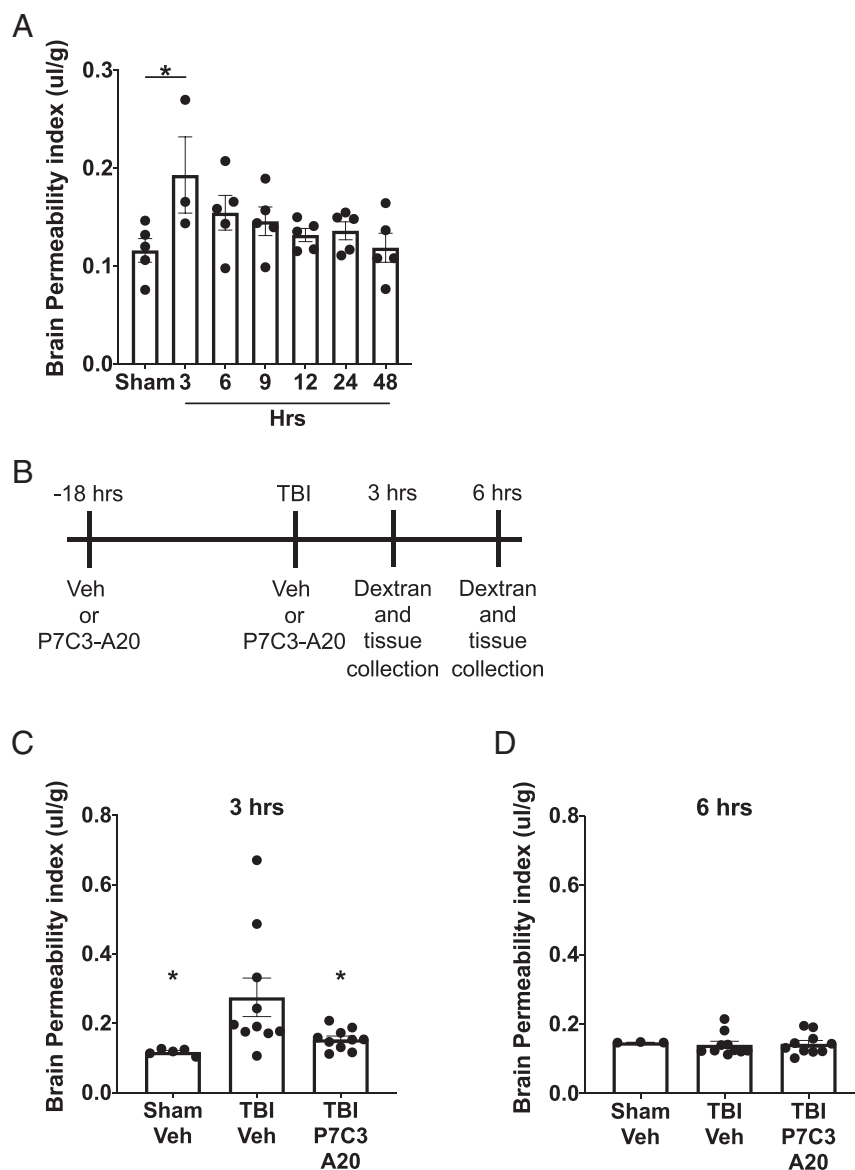 A
Brain Permeability index (ul/g)
0.3
0.2
0.1
0.0
*
Sham 3 6 9 12 24 48
Hrs
B
-18 hrs TBI 3 hrs 6 hrs
Veh Veh Dextran Dextran
or or and and
P7C3-A20 P7C3-A20 tissue tissue
collection collection
C
Brain Permeability index (ul/g)
3 hrs
0.8
0.6
0.4
0.2
0.0
* *
Sham TBI TBI
Veh Veh P7C3
A20
D
Brain Permeability index (ul/g)
6 hrs
0.8
0.6
0.4
0.2
0.0
Sham TBI TBI
Veh Veh P7C3
A20